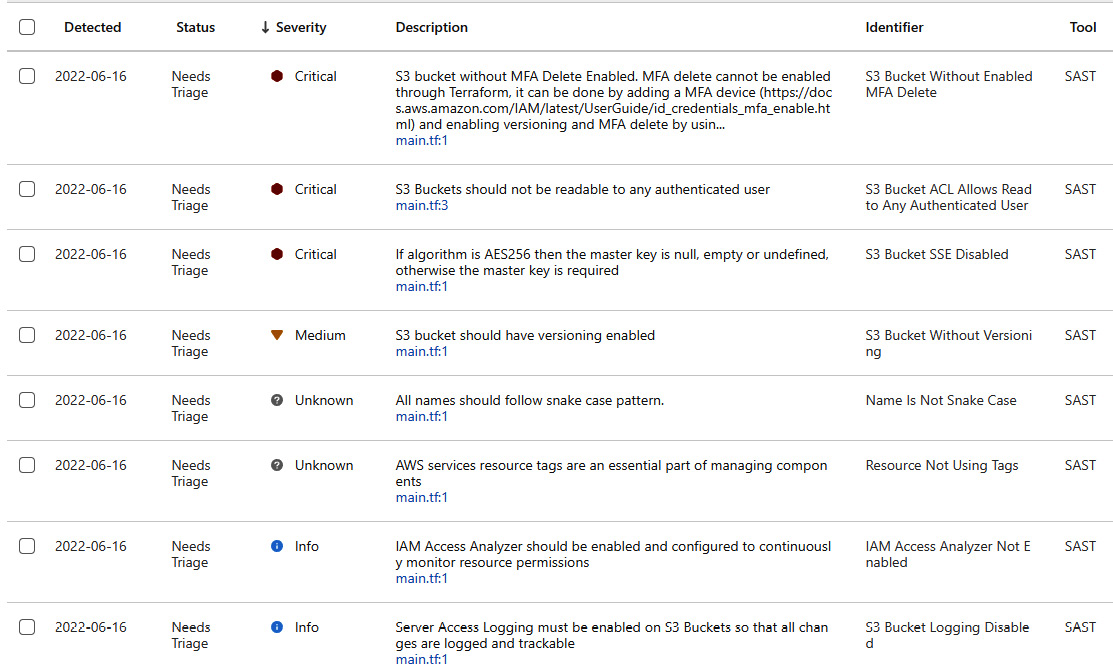 Detected Status ↓ Severity Description Identifier Tool
2022-06-16 Needs Critical S3 bucket without MFA Delete Enabled. MFA delete cannot be enabled S3 Bucket Without Enabled SAST
Triage through Terraform, it can be done by adding a MFA device (https://doc MFA Delete
s.aws.amazon.com/IAM/latest/UserGuide/id_credentials_mfa_enable.ht
ml) and enabling versioning and MFA delete by usin...
main.tf:1
2022-06-16 Needs Critical S3 Buckets should not be readable to any authenticated user S3 Bucket ACL Allows Read SAST
Triage main.tf:3 to Any Authenticated User
2022-06-16 Needs Critical If algorithm is AES256 then the master key is null, empty or undefined, S3 Bucket SSE Disabled SAST
Triage otherwise the master key is required
main.tf:1
2022-06-16 Needs Medium S3 bucket should have versioning enabled S3 Bucket Without Versioni SAST
Triage main.tf:1 ng
2022-06-16 Needs Unknown All names should follow snake case pattern. Name Is Not Snake Case SAST
Triage main.tf:1
2022-06-16 Needs Unknown AWS services resource tags are an essential part of managing compon Resource Not Using Tags SAST
Triage ents
main.tf:1
2022-06-16 Needs Info IAM Access Analyzer should be enabled and configured to continuousl IAM Access Analyzer Not E SAST
Triage y monitor resource permissions nabled
main.tf:1
2022-06-16 Needs Info Server Access Logging must be enabled on S3 Buckets so that all chan S3 Bucket Logging Disable SAST
Triage ges are logged and trackable d
main.tf:1